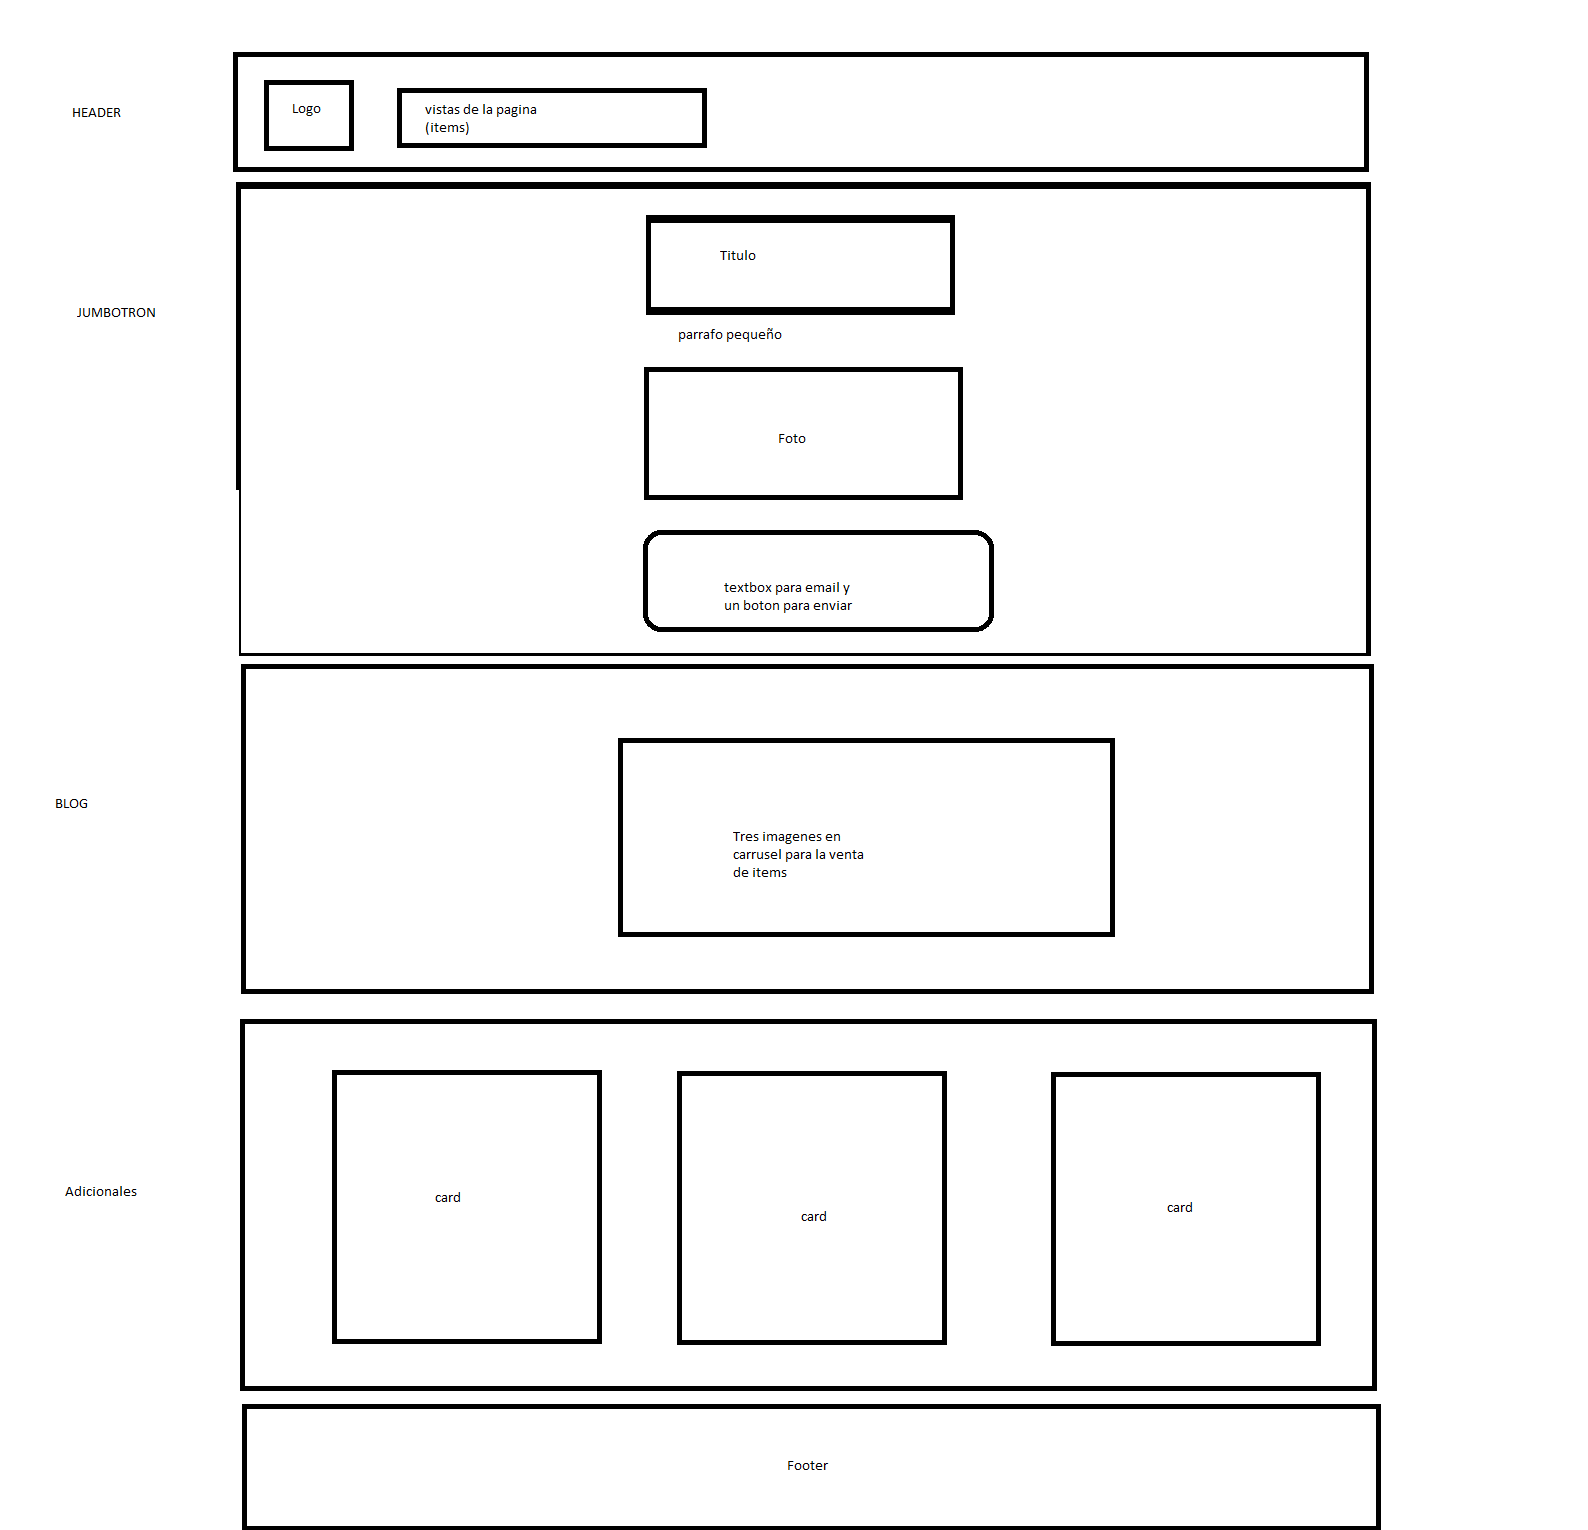 HEADER
Logo
vistas de la pagina
(items)
JUMBOTRON
Titulo
parrafo pequeño
Foto
textbox para email y
un boton para enviar
BLOG
Tres imagenes en
carrusel para la venta
de items
Adicionales
card
card
card
Footer